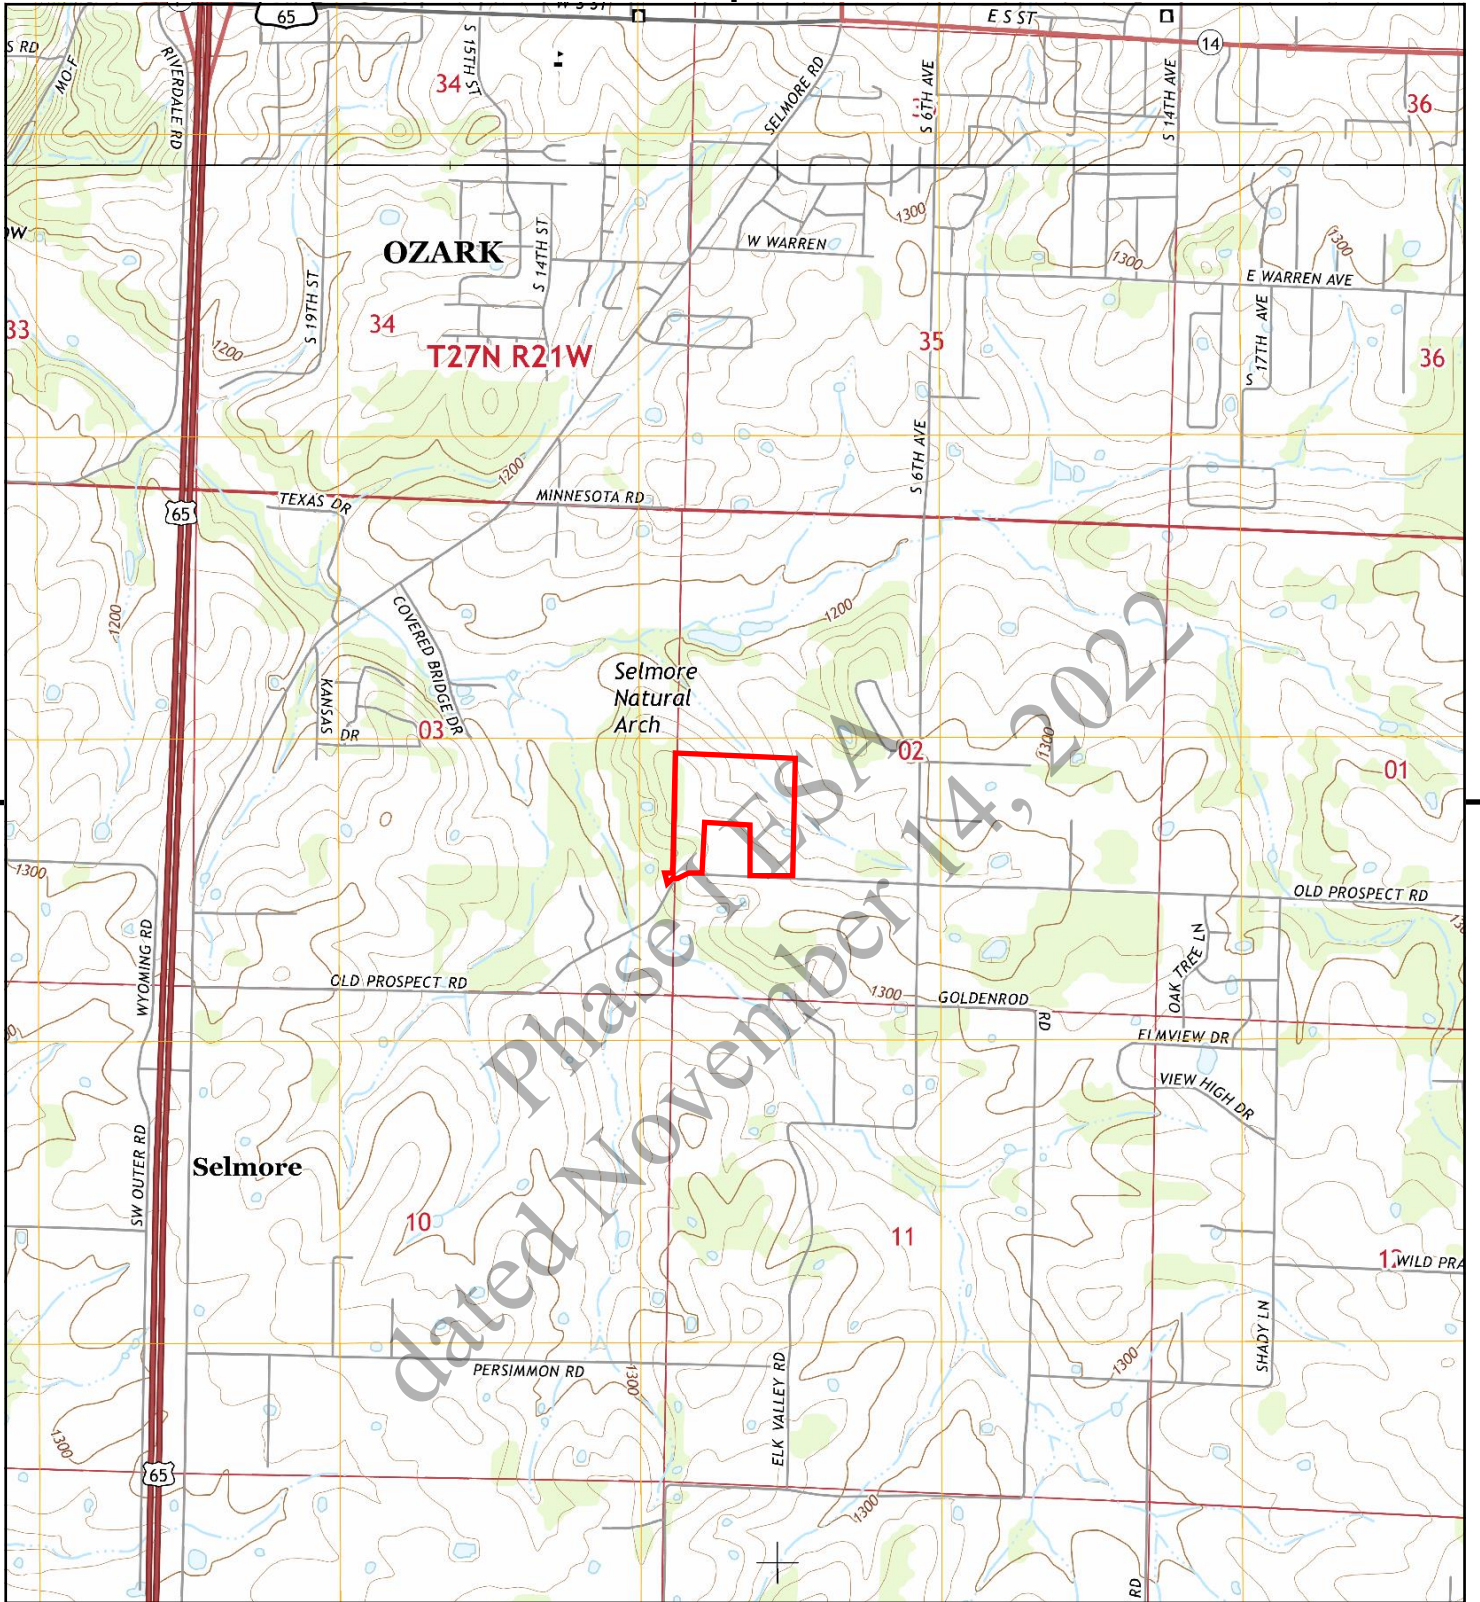 65
W S ST
E S ST
14
S RD
MO-F
RIVERDALE RD
S 15TH ST
34
SELMORE RD
S 6TH AVE
S 14TH AVE
36
1300
OZARK
S 14TH ST
W WARREN
1300
1300
E WARREN AVE
33
S 19TH ST
34
1200
T27N R21W
35
S 17TH AVE
36
S 6TH AVE
1200
TEXAS DR
MINNESOTA RD
65
1200
COVERED BRIDGE DR
1200
Selmore
Natural
Arch
KANSAS
DR
03
02
1300
01
1300
OLD PROSPECT RD
WYOMING RD
OLD PROSPECT RD
1300
GOLDENROD
RD
OAK TREE LN
ELMVIEW DR
VIEW HIGH DR
Phase I ESA
dated November 14, 2022
SW OUTER RD
Selmore
10
11
WILD PRA
SHADY LN
PERSIMMON RD
1300
ELK VALLEY RD
1300
1300
65
1300
RD